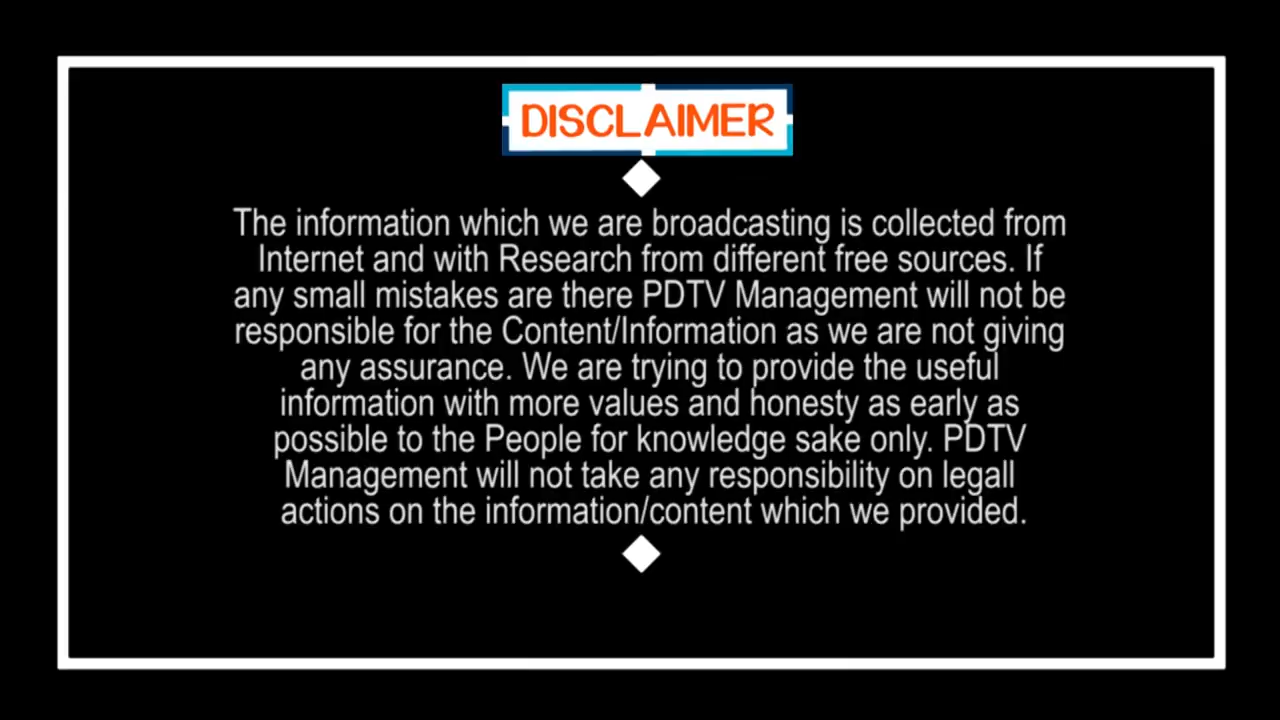 DISCLAIMER
The information which we are broadcasting is collected from
Internet and with Research from different free sources. If
any small mistakes are there PDTV Management will not be
responsible for the Content/Information as we are not giving
any assurance. We are trying to provide the useful
information with more values and honesty as early as
possible to the People for knowledge sake only. PDTV
Management will not take any responsibility on legall
actions on the information/content which we provided.